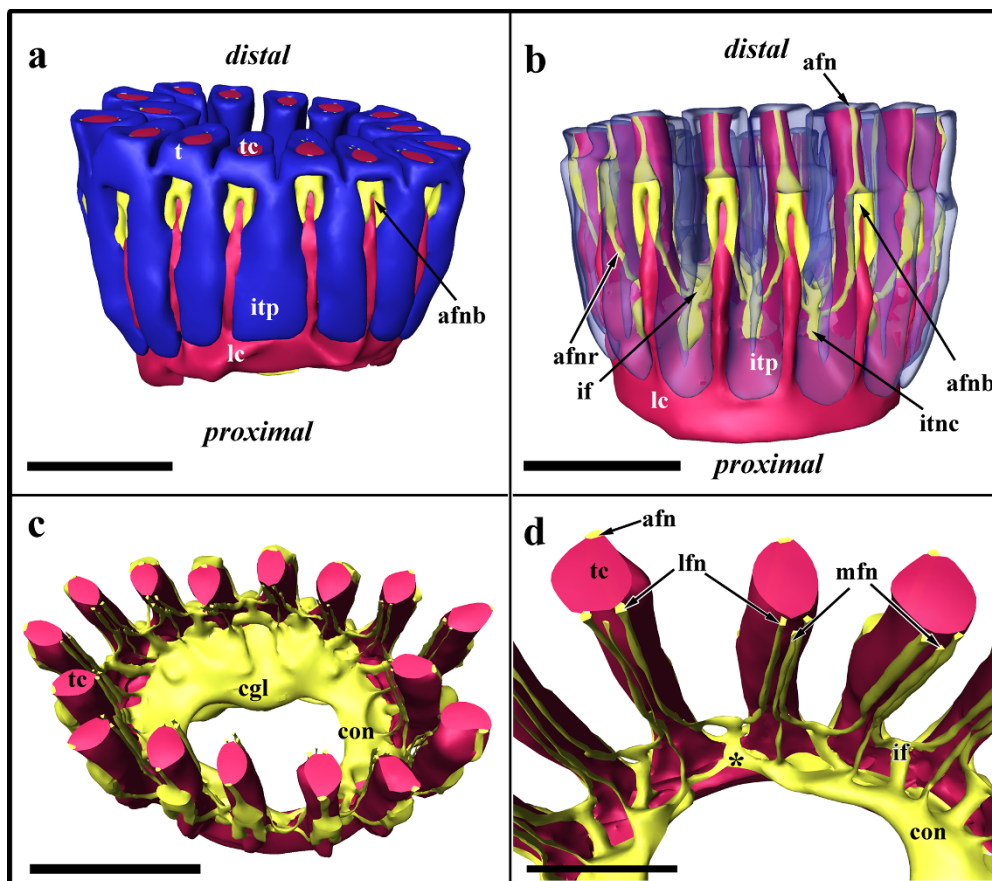 a
distal
t
tc
afnb
itp
lc
proximal
b
distal
afn
afnr
if
itp
lc
afnb
itnc
proximal
c
tc
cgl
con
d
afn
tc
lfn
mfn
*
if
con